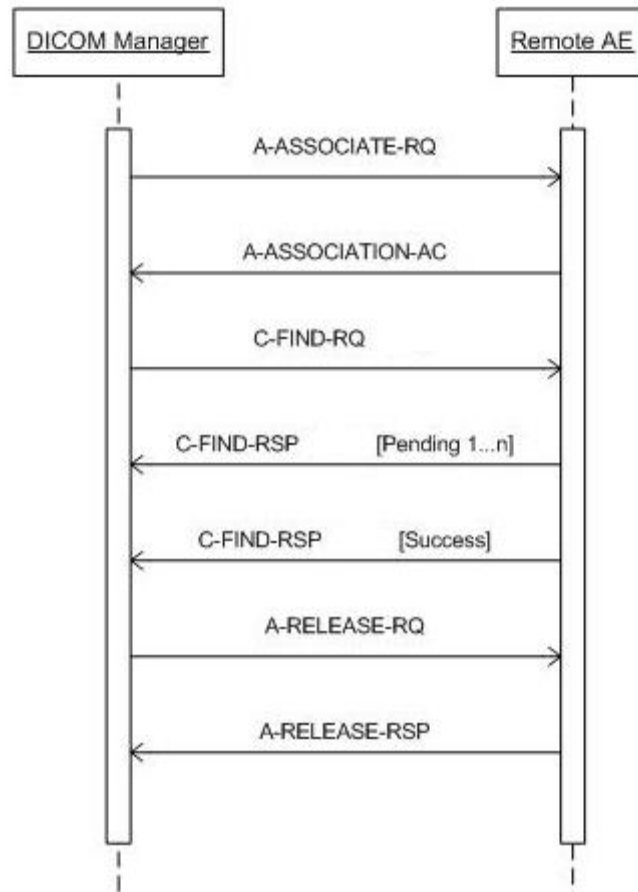 DICOM Manager
Remote AE
A-ASSOCIATE-RQ
A-ASSOCIATION-AC
C-FIND-RQ
C-FIND-RSP [Pending 1...n]
C-FIND-RSP [Success]
A-RELEASE-RQ
A-RELEASE-RSP